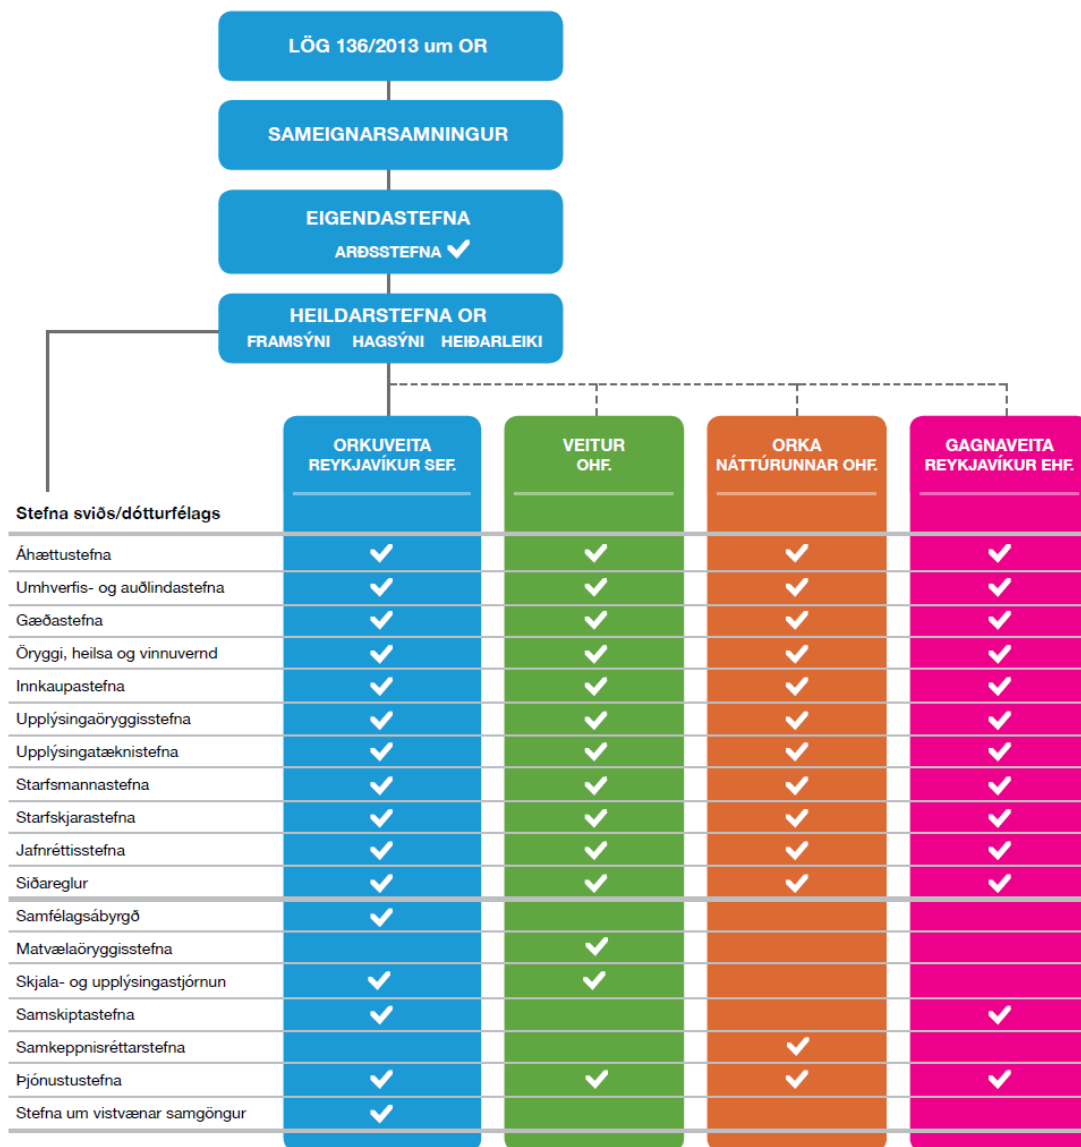 LÖG 136/2013 um OR
SAMEIGNARSAMNINGUR
EIGENDASTEFNA
ARÐSSTEFNA
HEILDARSTEFNA OR
FRAMSÝNI HAGSÝNI HEIÐARLEIKI
ORKUVEITA
REYKJAVÍKUR SEF.
VEITUR
OHF.
ORKA
NÁTTÚRUNNAR OHF.
GAGNAVEITA
REYKJAVÍKUR EHF.
Stefna sviðs/dótturfélags
Áhættustefna
Umhverfis- og auðlindastefna
Gæðastefna
Öryggi, heilsa og vinnuvernd
Innkaupastefna
Upplýsingaöryggisstefna
Upplýsingatæknistefna
Starfsmannastefna
Starfskjarastefna
Jafnréttisstefna
Siðareglur
Samfélagsábyrgð
Matvælaöryggisstefna
Skjala- og upplýsingastjórnun
Samskiptastefna
Samkeppnisréttarstefna
Þjónustustefna
Stefna um vistvænar samgöngur